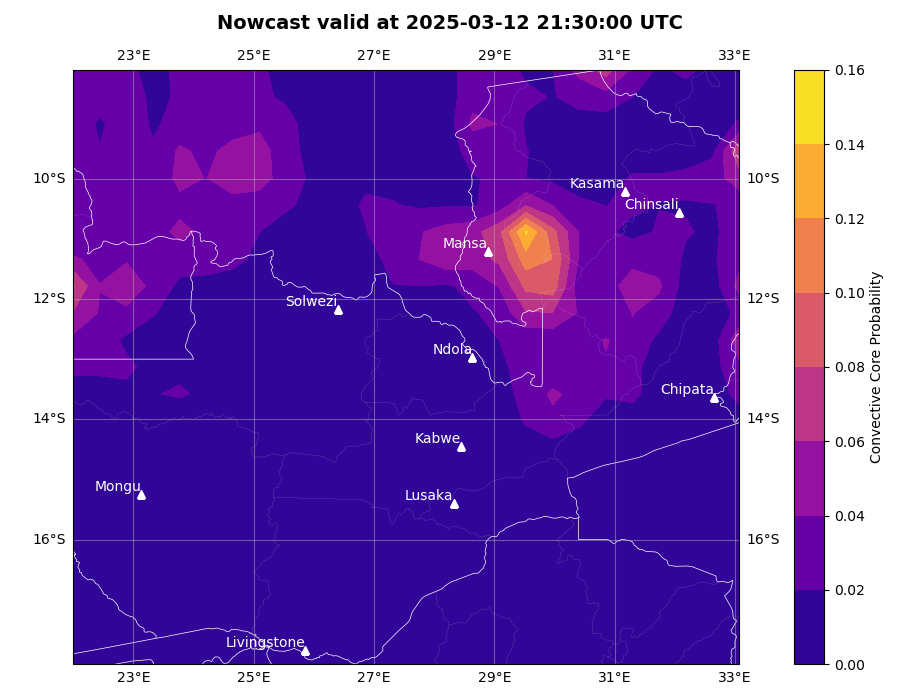 Nowcast valid at 2025-03-12 21:30:00 UTC
23°E 25°E 27°E 29°E 31°E 33°E
0.16
0.14
10°S Kasama 10°S
Chinsali
0.12
Mansa
12°S Solwezi 12°S 0.10
Ndola
0.08
Chipata
14°S 14°S
Kabwe 0.06
Mongu Lusaka
0.04
16°S 16°S
0.02
Livingstone
0.00
23°E 25°E 27°E 29°E 31°E 33°E
Convective Core Probability